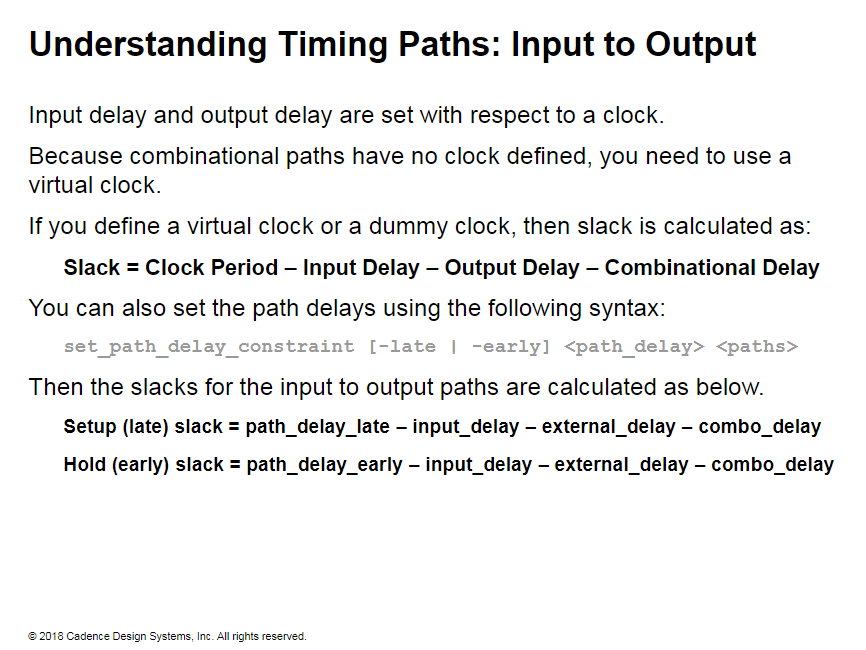 Understanding Timing Paths: Input to Output
Input delay and output delay are set with respect to a clock.
Because combinational paths have no clock defined, you need to use a
virtual clock.
If you define a virtual clock or a dummy clock, then slack is calculated as:
Slack = Clock Period – Input Delay – Output Delay – Combinational Delay
You can also set the path delays using the following syntax:
set_path_delay_constraint [-late | -early] <path_delay> <paths>
Then the slacks for the input to output paths are calculated as below.
Setup (late) slack = path_delay_late – input_delay – external_delay – combo_delay
Hold (early) slack = path_delay_early – input_delay – external_delay – combo_delay
© 2018 Cadence Design Systems, Inc. All rights reserved.